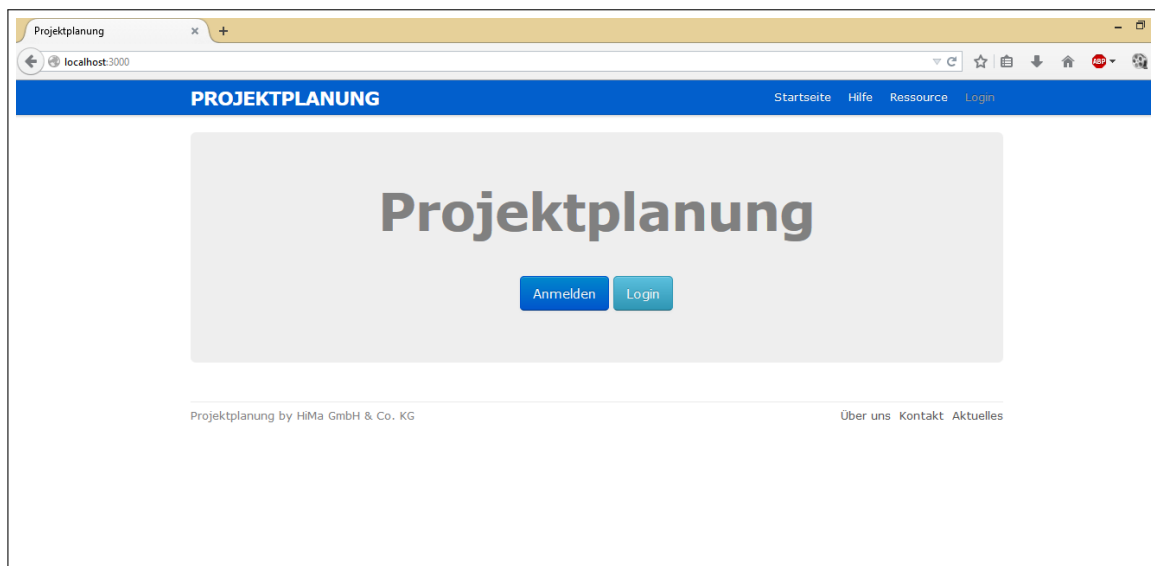 Projektplanung
localhost:3000
ABP
PROJEKTPLANUNG Startseite Hilfe Ressource Login
Projektplanung
Anmelden Login
Projektplanung by HiMa GmbH & Co. KG Über uns Kontakt Aktuelles